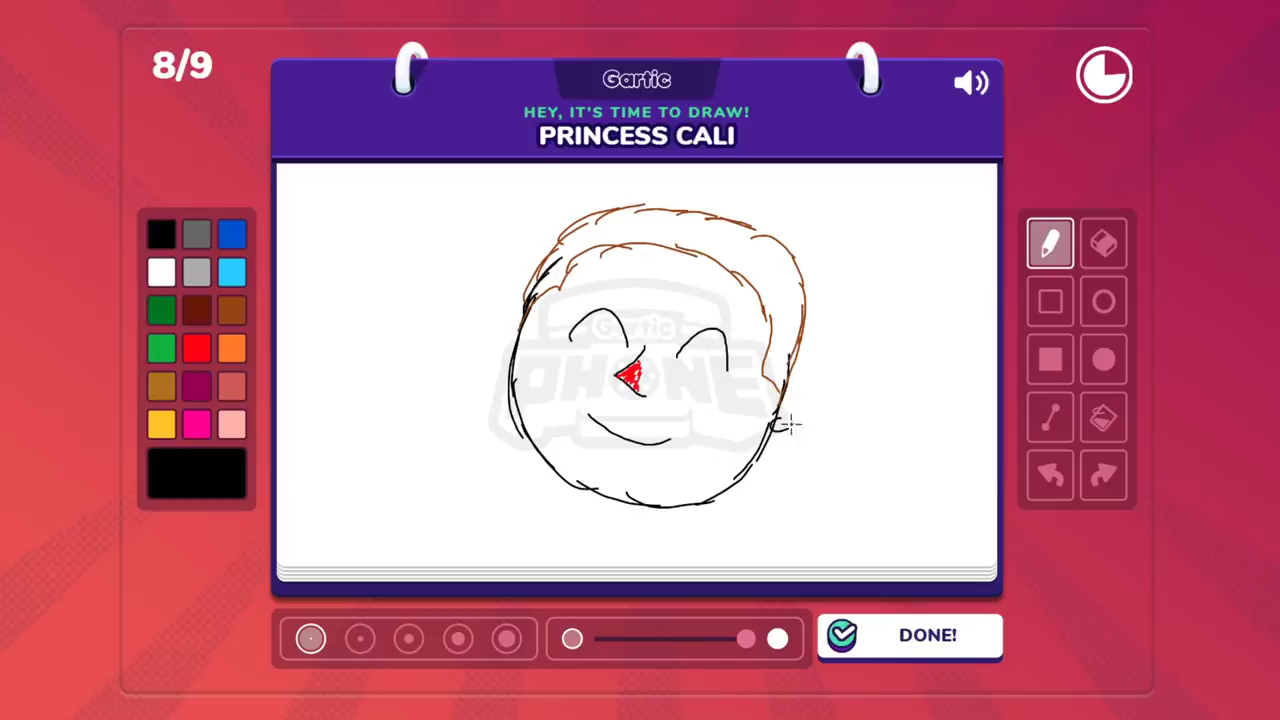 8/9
Gartic
HEY, IT'S TIME TO DRAW!
PRINCESS CALI
Gartic
PHONE
DONE!